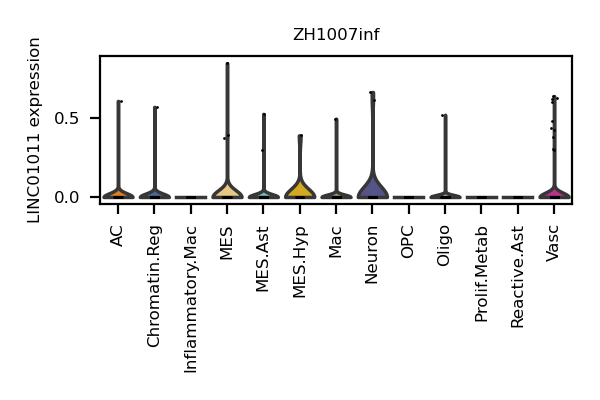 ZH1007inf
LINC01011 expression
0.5
0.0
AC
Chromatin.Reg
Inflammatory.Mac
MES
MES.Ast
MES.Hyp
Mac
Neuron
OPC
Oligo
Prolif.Metab
Reactive.Ast
Vasc